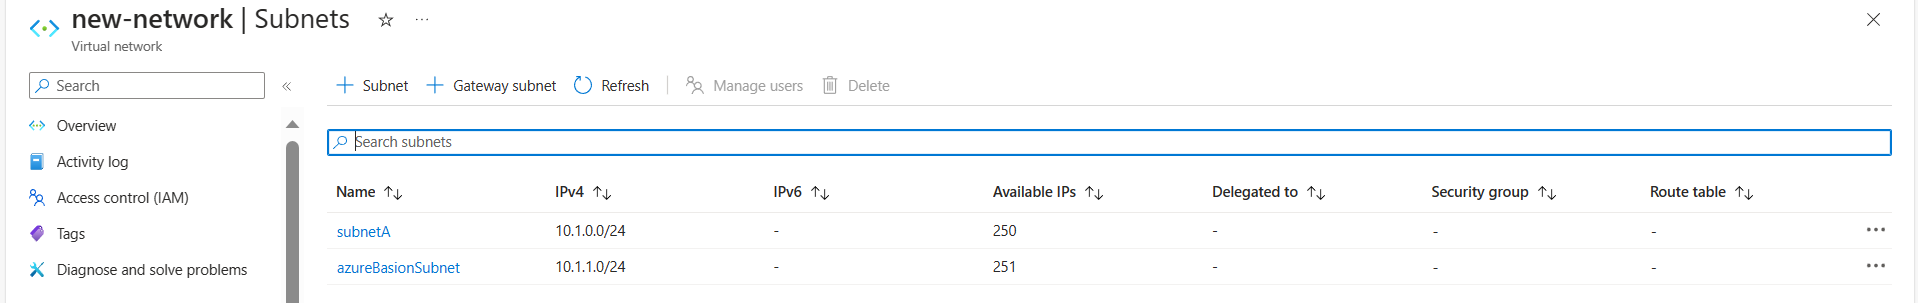 new-network | Subnets
Virtual network
Search
Subnet Gateway subnet Refresh Manage users Delete
Overview
Activity log
Access control (IAM)
Tags
Diagnose and solve problems
Search subnets
Name IPv4 IPv6 Available IPs Delegated to Security group Route table
subnetA 10.1.0.0/24 - 250 - - -
azureBasionSubnet 10.1.1.0/24 - 251 - - -